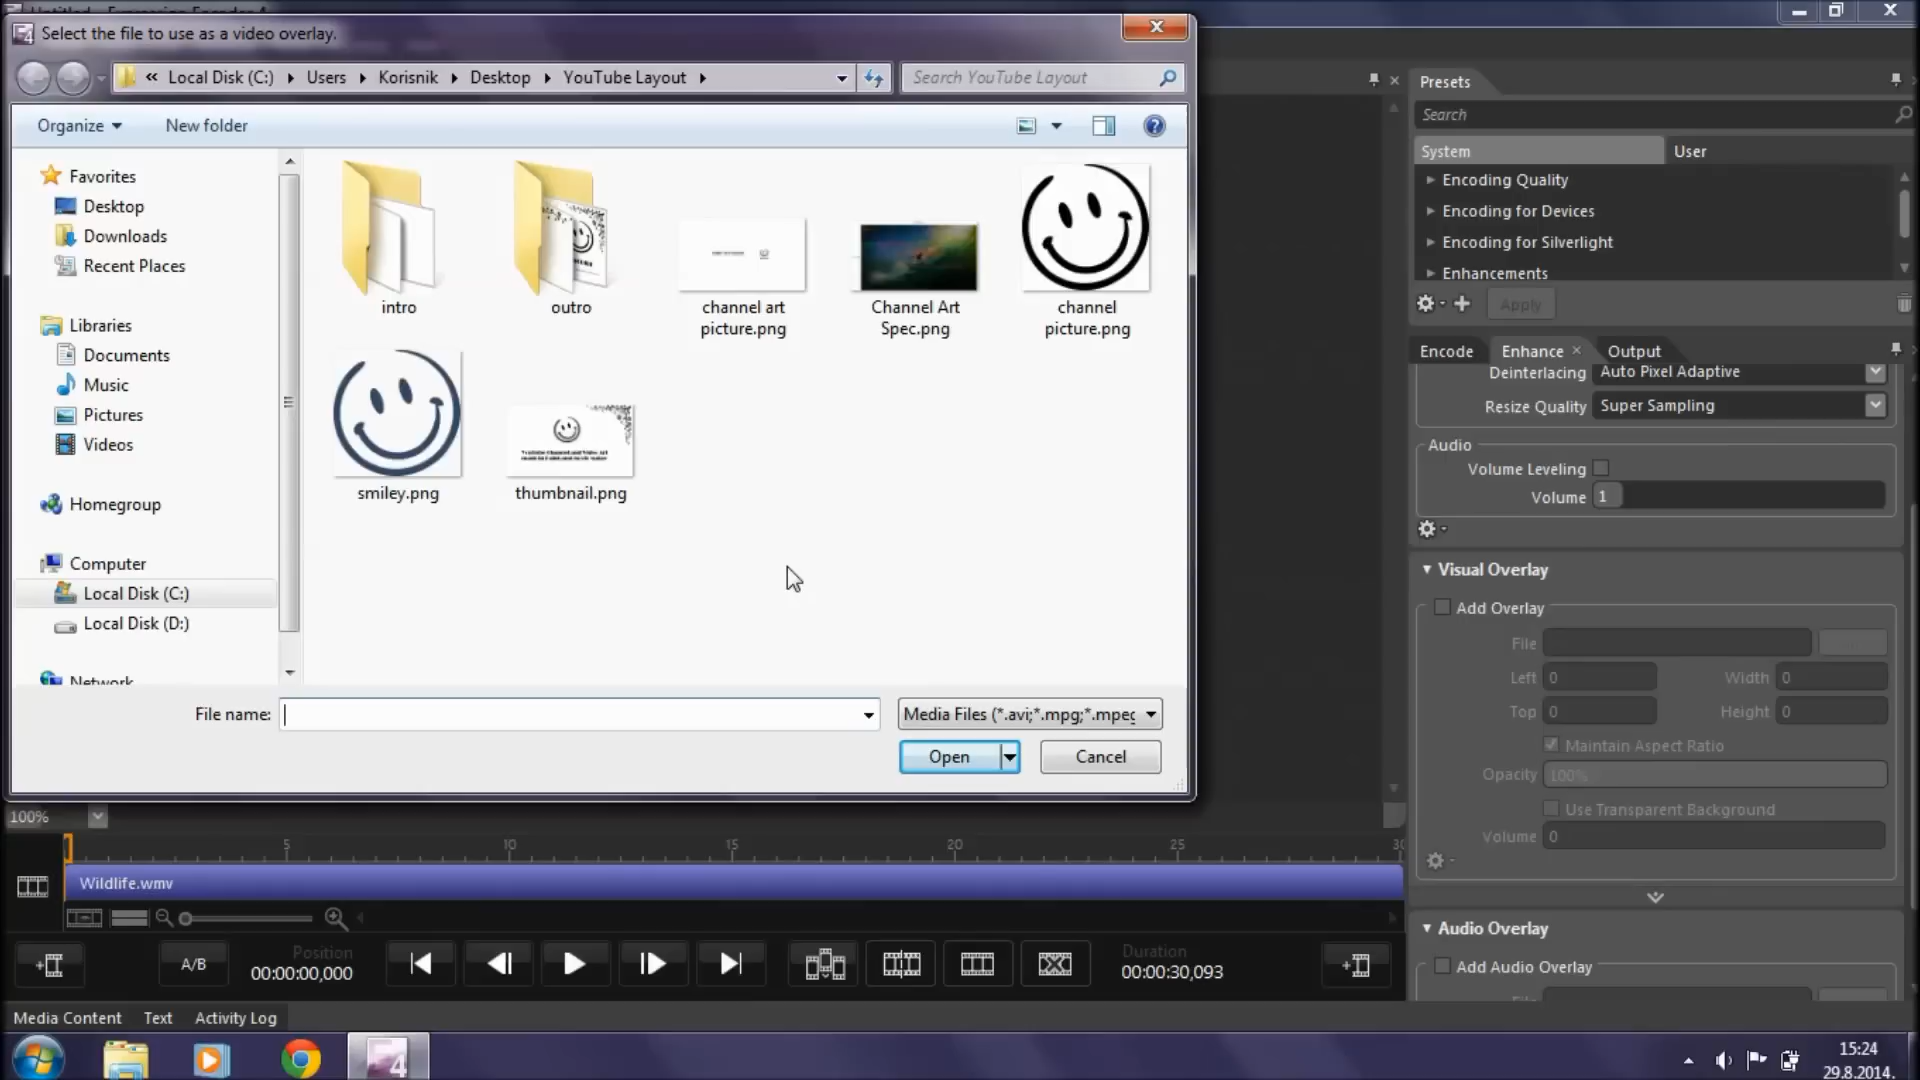 Select the file to use as a video overlay.
« Local Disk (C:) Users Korisnik Desktop YouTube Layout
Search YouTube Layout
Organize New folder
Favorites
Desktop
Downloads
Recent Places
Libraries
Documents
Music
Pictures
Videos
Homegroup
Computer
Local Disk (C:)
Local Disk (D:)
Network
intro
outro
channel art
picture.png
Channel Art
Spec.png
channel
picture.png
smiley.png
thumbnail.png
File name:
Media Files (*.avi;*.mpg;*.mpeg
Open
Cancel
Presets
Search
System User
Encoding Quality
Encoding for Devices
Encoding for Silverlight
Enhancements
Apply
Encode Enhance Output
Deinterlacing Auto Pixel Adaptive
Resize Quality Super Sampling
Audio
Volume Leveling
Volume 1
Visual Overlay
Add Overlay
File
Left 0 Width 0
Top 0 Height 0
Maintain Aspect Ratio
Opacity 100%
Use Transparent Background
Volume 0
Audio Overlay
Add Audio Overlay
100%
5 10 15 20 25 30
Wildlife.wmv
A/B
Position
00:00:00,000
Duration
00:00:30,093
Media Content Text Activity Log
15:24
29.8.2014.